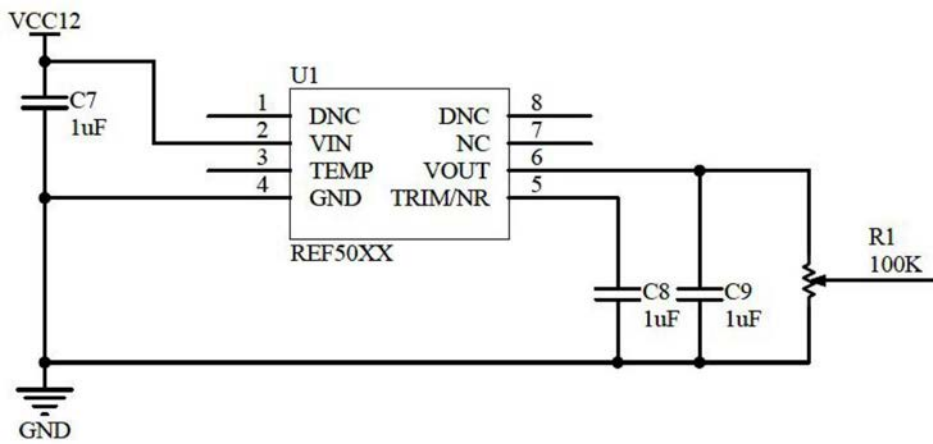 VCC12
C7
1uF
U1
1 DNC DNC 8
2 VIN NC 7
3 TEMP VOUT 6
4 GND TRIM/NR 5
REF50XX
C8
1uF
C9
1uF
R1
100K
GND